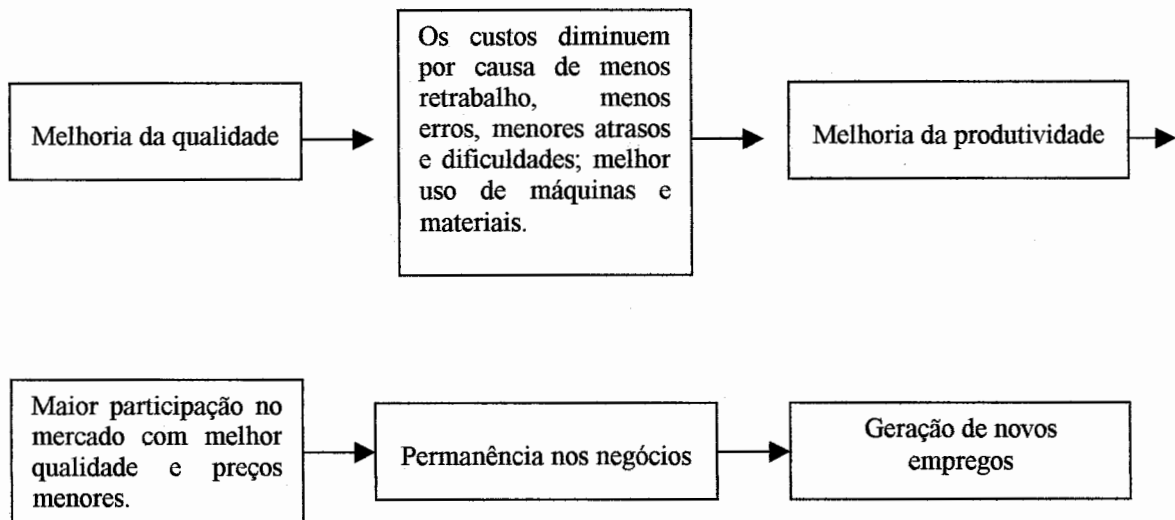 Melhoria da qualidade
Os custos diminuem
por causa de menos
retrabalho, menos
erros, menores atrasos
e dificuldades; melhor
uso de máquinas e
materiais.
Melhoria da produtividade
Maior participação no
mercado com melhor
qualidade e preços
menores.
Permanência nos negócios
Geração de novos
empregos